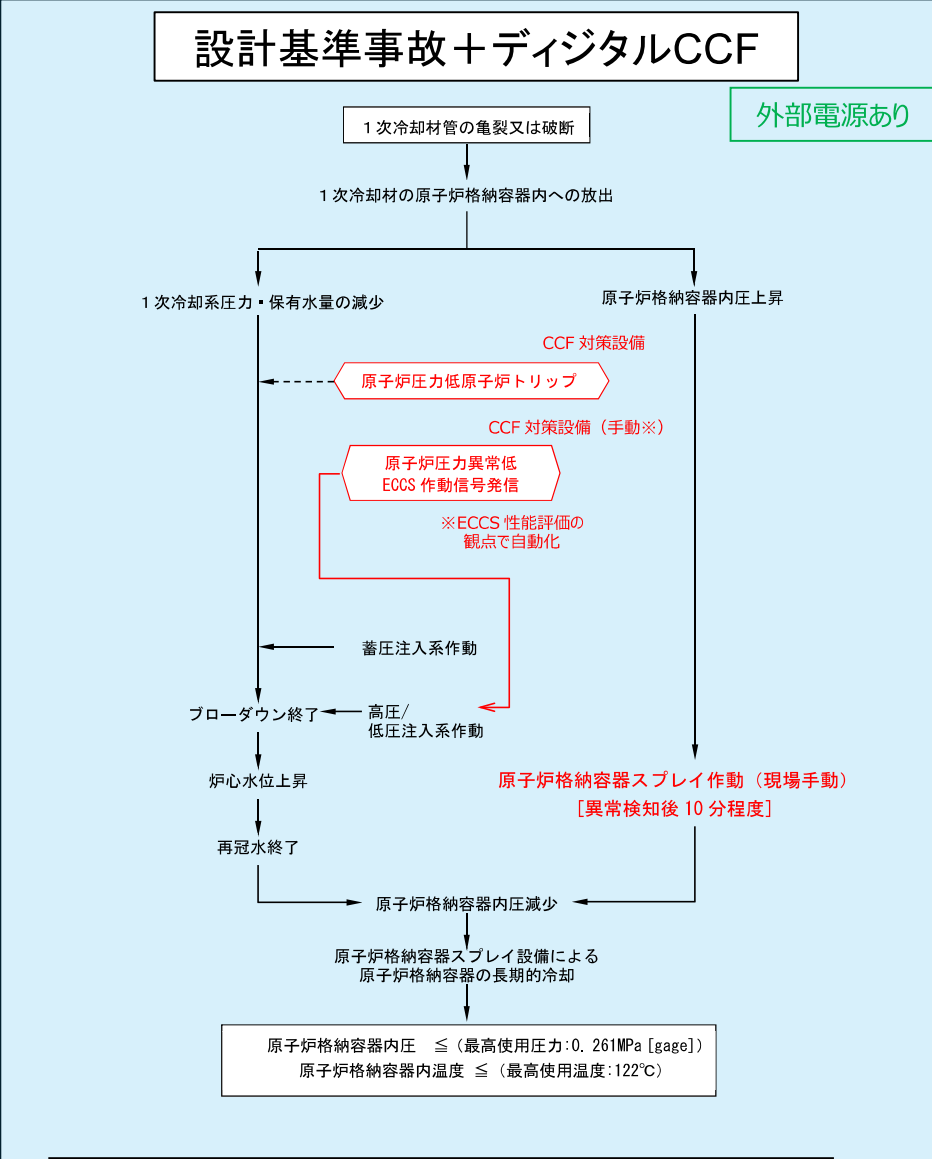 設計基準事故＋ディジタルCCF
外部電源あり
１次冷却材管の亀裂又は破断
１次冷却材の原子炉格納容器内への放出
１次冷却系圧力・保有水量の減少
原子炉格納容器内圧上昇
CCF 対策設備
原子炉圧力低原子炉トリップ
CCF 対策設備（手動※）
原子炉圧力異常低
ECCS 作動信号発信
※ECCS 性能評価の
観点で自動化
蓄圧注入系作動
ブローダウン終了
高圧/
低圧注入系作動
炉心水位上昇
原子炉格納容器スプレイ作動（現場手動）
[異常検知後 10 分程度]
再冠水終了
原子炉格納容器内圧減少
原子炉格納容器スプレイ設備による
原子炉格納容器の長期的冷却
原子炉格納容器内圧 ≦（最高使用圧力:0. 261MPa [gage]）
原子炉格納容器内温度 ≦（最高使用温度:122℃）